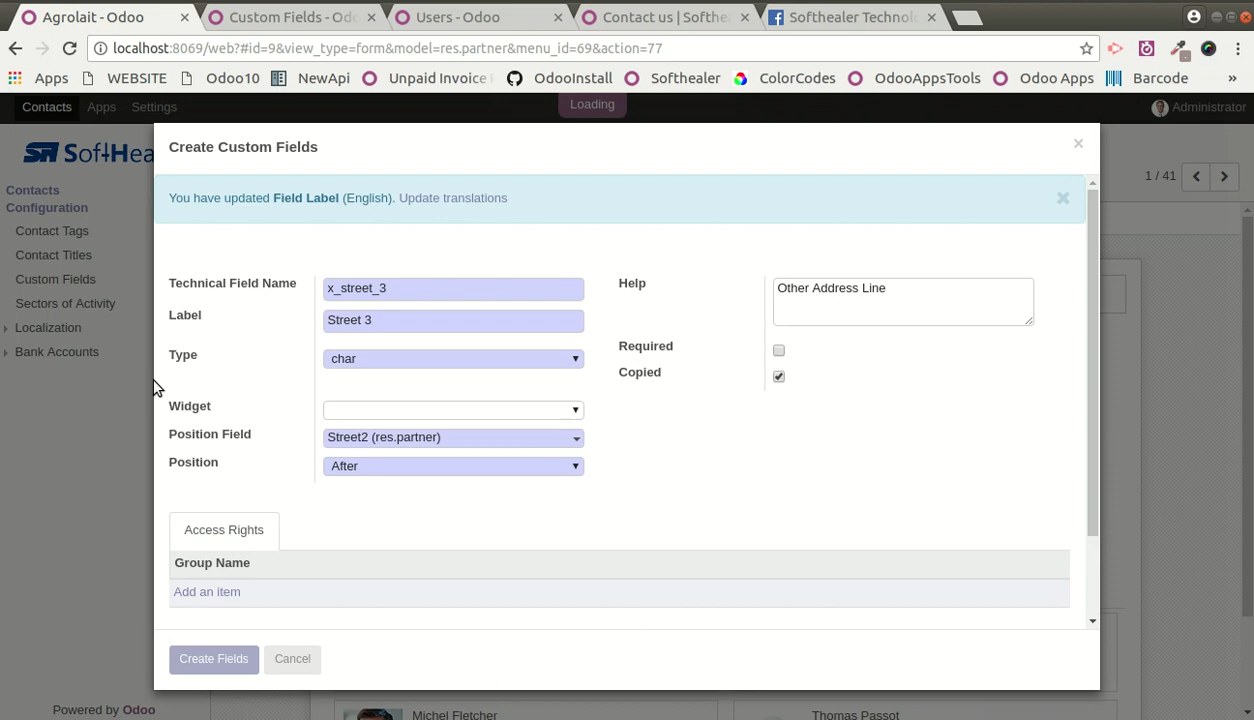 Agrolait - Odoo
Custom Fields - Od
Users - Odoo
Contact us | Softhea
Softhealer Technol
localhost:8069/web?#id=9&view_type=form&model=res.partner&menu_id=69&action=77
Apps WEBSITE Odoo10 NewApi Unpaid Invoice OdooInstall Softhealer ColorCodes OdooAppsTools Odoo Apps Barcode »
Contacts Apps Settings Loading Administrator
Create Custom Fields ×
SoftHea
You have updated Field Label (English). Update translations
1 / 41
Contacts
Configuration
Contact Tags
Contact Titles
Custom Fields
Sectors of Activity
Localization
Bank Accounts
Technical Field Name x_street_3
Label Street 3
Type char
Widget
Position Field Street2 (res.partner)
Position After
Help Other Address Line
Required
Copied
Access Rights
Group Name
Add an item
Create Fields Cancel
Powered by Odoo
Michel Fletcher
Thomas Passot